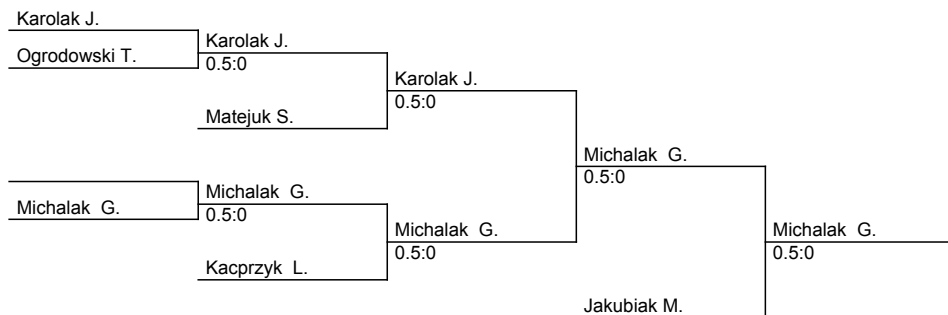 Karolak J.
Ogrodowski T.
Karolak J.
0.5:0
Matejuk S.
Karolak J.
0.5:0
Michalak G.
Michalak G.
0.5:0
Kacprzyk L.
Michalak G.
0.5:0
Michalak G.
0.5:0
Jakubiak M.
Michalak G.
0.5:0